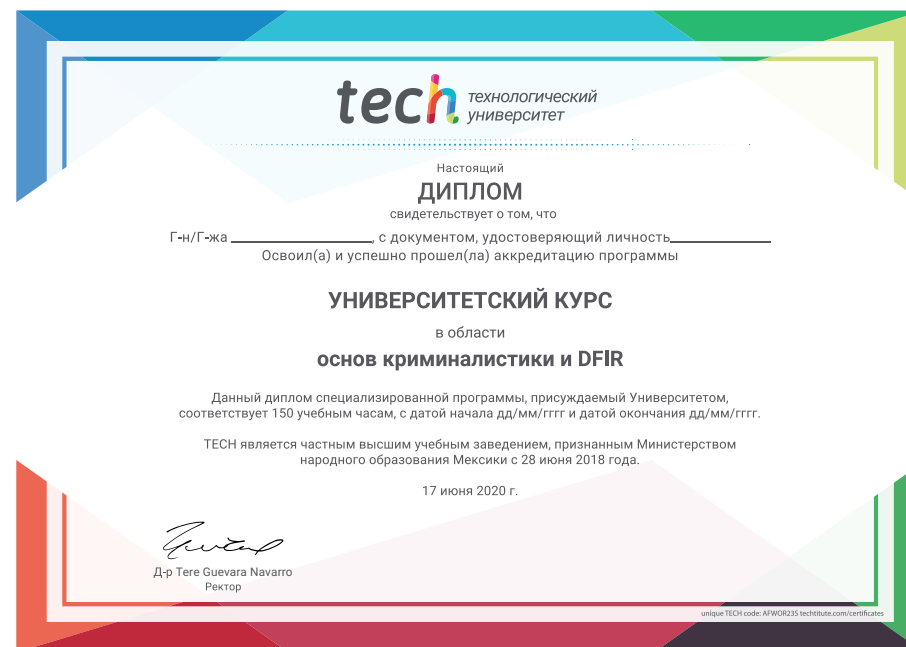 tech технологический
университет
Настоящий
ДИПЛОМ
свидетельствует о том, что
Г-н/Г-жа ________________, с документом, удостоверяющий личность____________
Освоил(а) и успешно прошел(ла) аккредитацию программы
УНИВЕРСИТЕТСКИЙ КУРС
в области
основ криминалистики и DFIR
Данный диплом специализированной программы, присуждаемый Университетом,
соответствует 150 учебным часам, с датой начала дд/мм/гггг и датой окончания дд/мм/гггг.
TECH является частным высшим учебным заведением, признанным Министерством
народного образования Мексики с 28 июня 2018 года.
17 июня 2020 г.
Д-р Tere Guevara Navarro
Ректор
unique TECH code: AFWOR23S techtitute.com/certificates